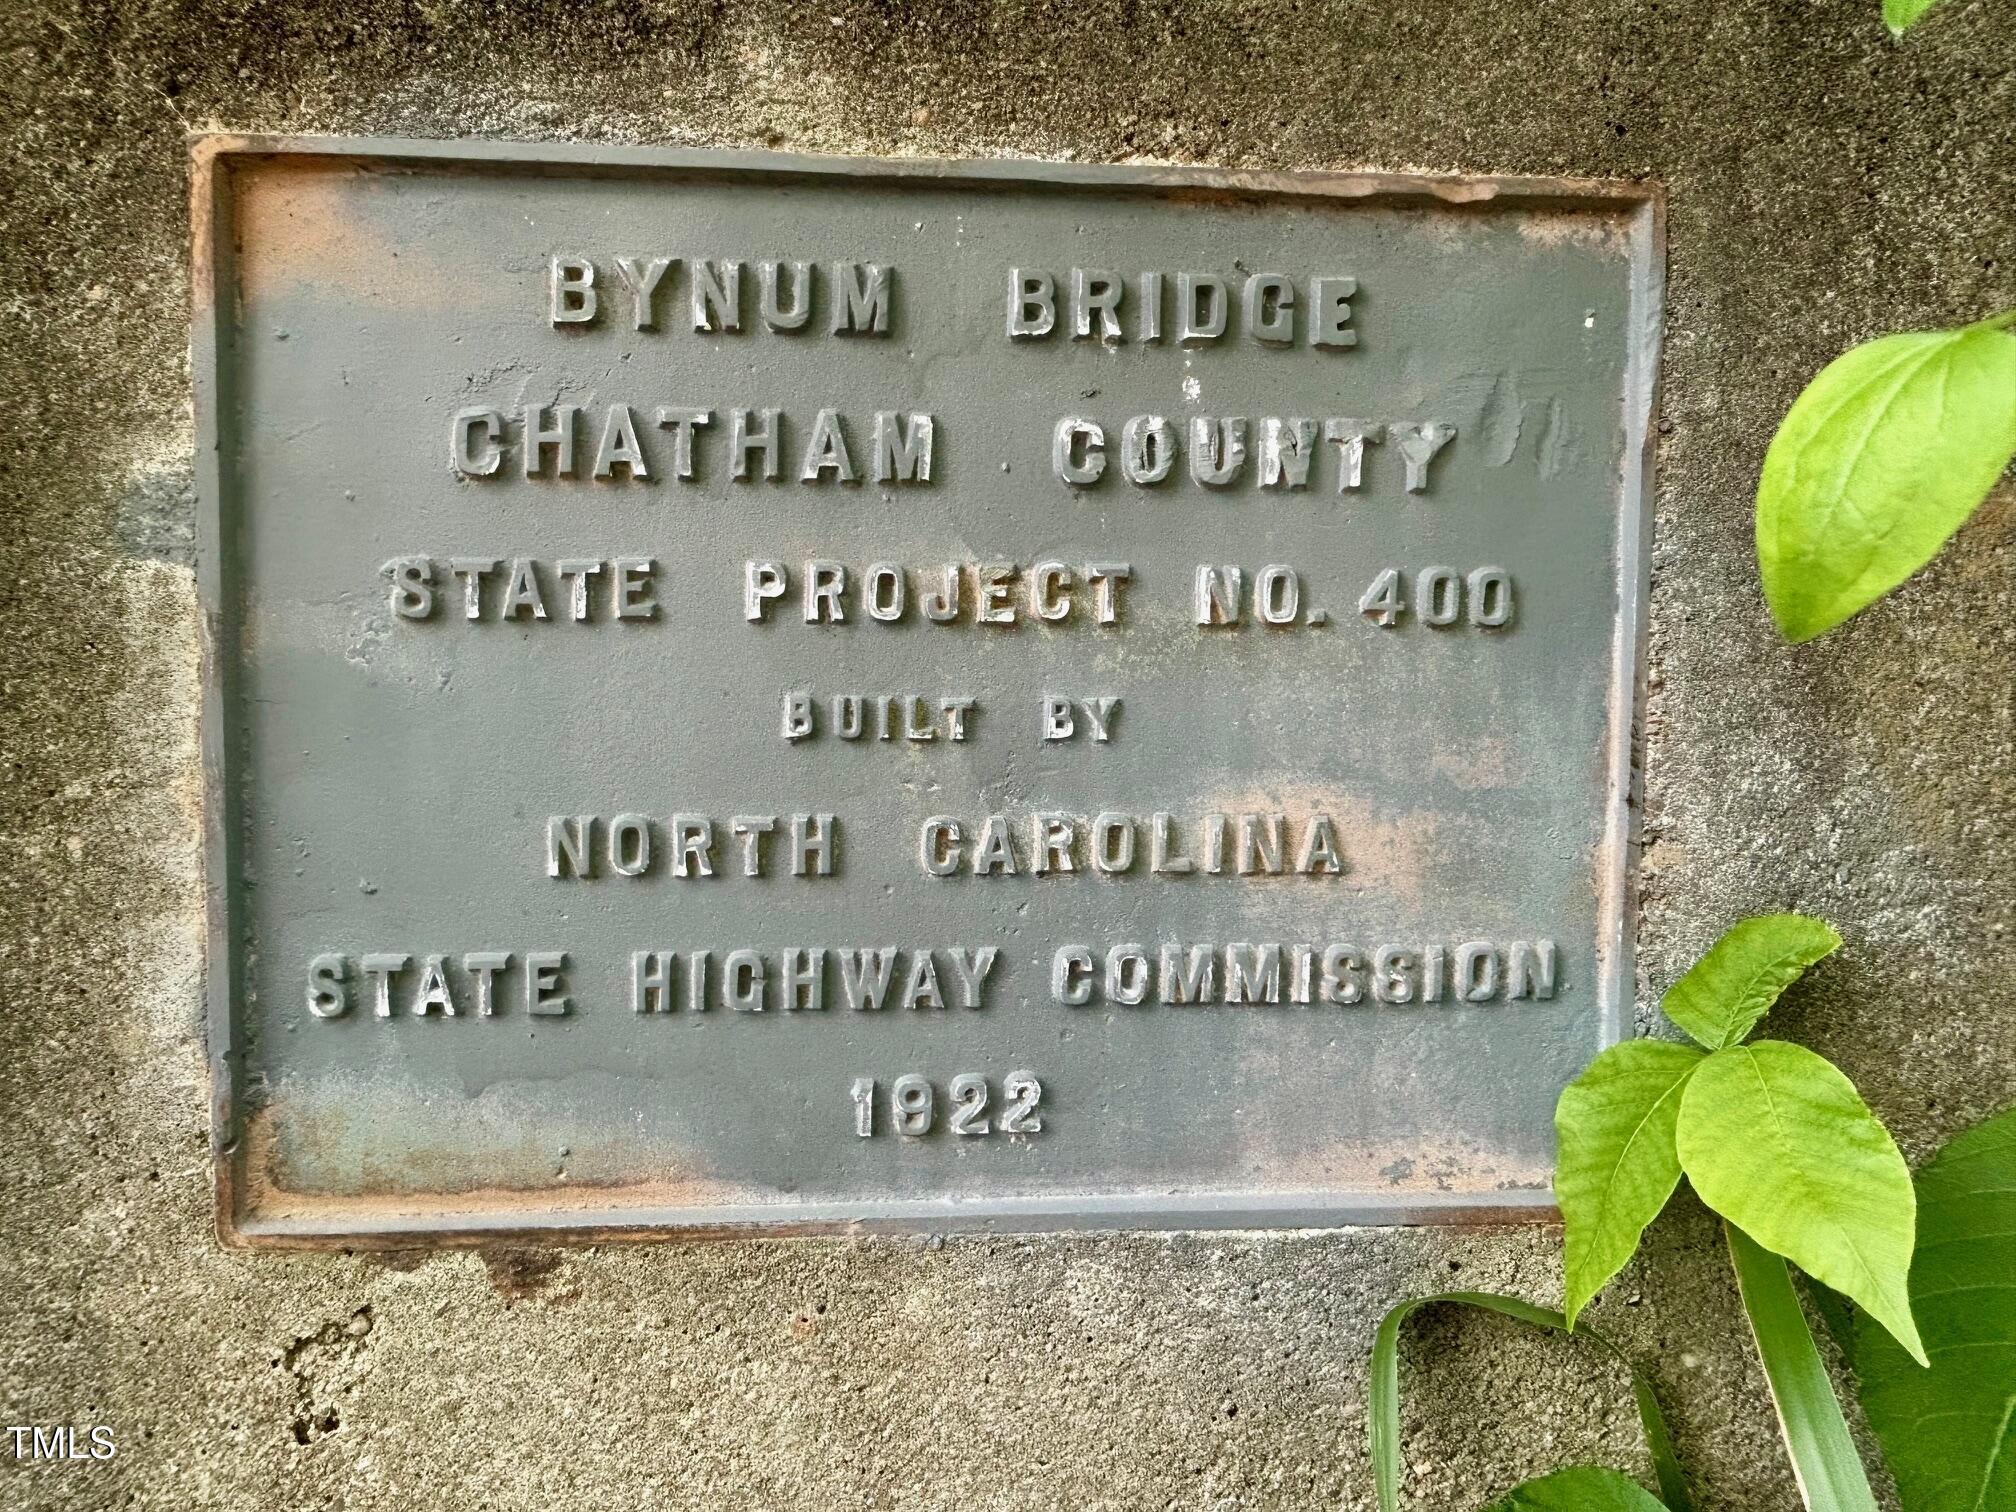 BYNUM BRIDGE
CHATHAM COUNTY
STATE PROJECT NO. 400
BUILT BY
NORTH CAROLINA
STATE HIGHWAY COMMISSION
1922
TMLS